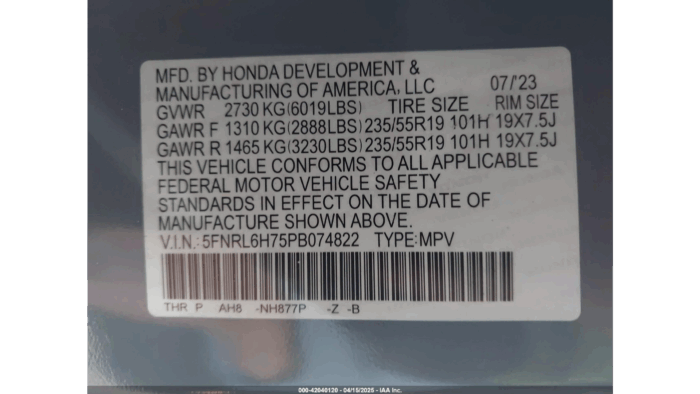 MFD. BY HONDA DEVELOPMENT &
MANUFACTURING OF AMERICA, LLC 07/'23
GVWR 2730 KG(6019LBS) TIRE SIZE RIM SIZE
GAWR F 1310 KG(2888LBS) 235/55R19 101H 19X7.5J
GAWR R 1465 KG(3230LBS) 235/55R19 101H 19X7.5J
THIS VEHICLE CONFORMS TO ALL APPLICABLE
FEDERAL MOTOR VEHICLE SAFETY
STANDARDS IN EFFECT ON THE DATE OF
MANUFACTURE SHOWN ABOVE.
V.I.N.:5FNRL6H75PB074822 TYPE:MPV
THR P AH8 -NH877P -Z -B
000-42040120 - 04/15/2025 - IAA Inc.